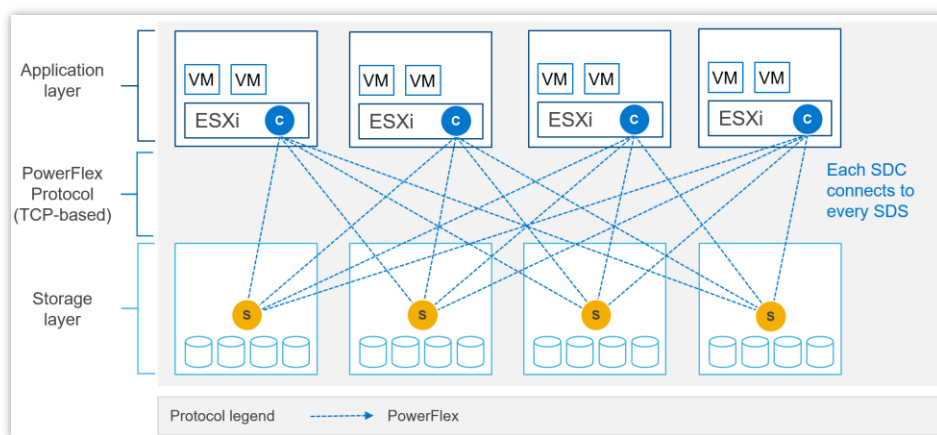 Application
layer
VM VM
ESXi C
VM VM
ESXi C
VM VM
ESXi C
VM VM
ESXi C
PowerFlex
Protocol
(TCP-based)
Each SDC
connects to
every SDS
Storage
layer
S
S
S
S
Protocol legend PowerFlex